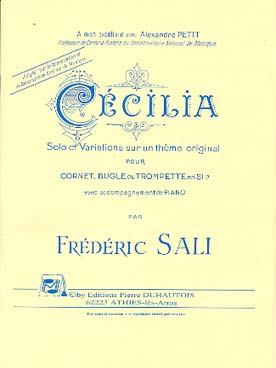 A mon excellent ami Alexandre PETIT
Professeur de Cornet à Pistons au Conservatoire National de Musique
CÉCILIA
Solo et Variations sur un thème original
POUR
CORNET, BUGLE ou TROMPETTE en SI b
avec accompagnement de PIANO
PAR
FRÉDÉRIC SALI
©by Editions Pierre DUHAUTOIS
62223 ATHIES-lès-Arras